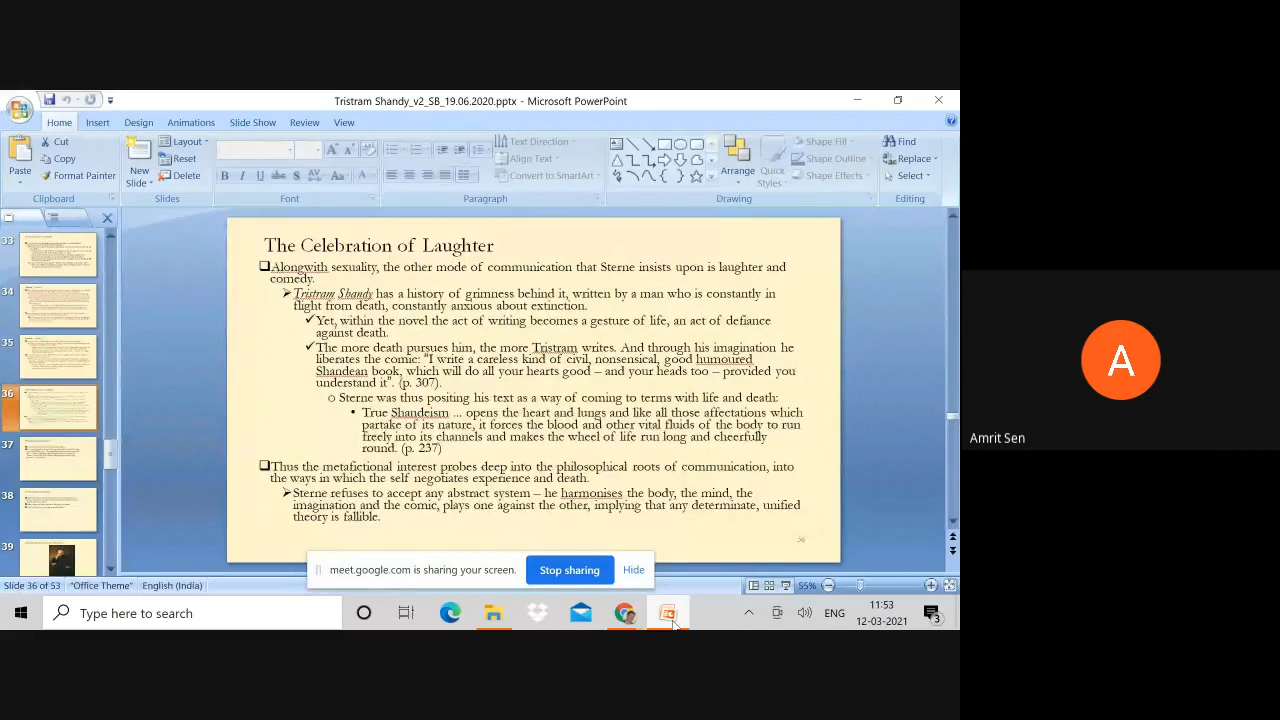 Tristram Shandy_v2_SB_19.06.2020.pptx - Microsoft PowerPoint
Home Insert Design Animations Slide Show Review View
Cut
Copy
Format Painter
Paste
Clipboard
New
Slide
Layout
Reset
Delete
Slides
B I U abc S AV Aa A
Font
Text Direction
Align Text
Convert to SmartArt
Paragraph
Arrange
Quick
Styles
Shape Fill
Shape Outline
Shape Effects
Drawing
Find
Replace
Select
Editing
33
34
35
36
37
38
39
The Celebration of Laughter
Alongwith sexuality, the other mode of communication that Sterne insists upon is laughter and
comedy.
Tristram Shandy has a history of illness behind it, written by a man who is constantly in
flight from death, constantly anxious about extinction.
Yet, within the novel the act of writing becomes a gesture of life, an act of defiance
against death.
The more death pursues him, the more Tristram writes. And through his imagination he
liberates the comic: “I write a careless kind of civil, nonsensical, good humoured
Shandean book, which will do all your hearts good – and your heads too – provided you
understand it”. (p. 307).
Sterne was thus positing his text as a way of coming to terms with life and death:
True Shandeism ... opens the heart and lungs and like all those affectations which
partake of its nature, it forces the blood and other vital fluids of the body to run
freely into its channels and makes the wheel of life run long and cheerfully
round. (p. 237)
Thus the metafictional interest probes deep into the philosophical roots of communication, into
the ways in which the self negotiates experience and death.
Sterne refuses to accept any one system – he harmonises the body, the mind, the
imagination and the comic, plays one against the other, implying that any determinate, unified
theory is fallible.
36
meet.google.com is sharing your screen. Stop sharing Hide
Slide 36 of 53 "Office Theme" English (India) 55%
Type here to search
ENG
11:53
12-03-2021
3
A
Amrit Sen